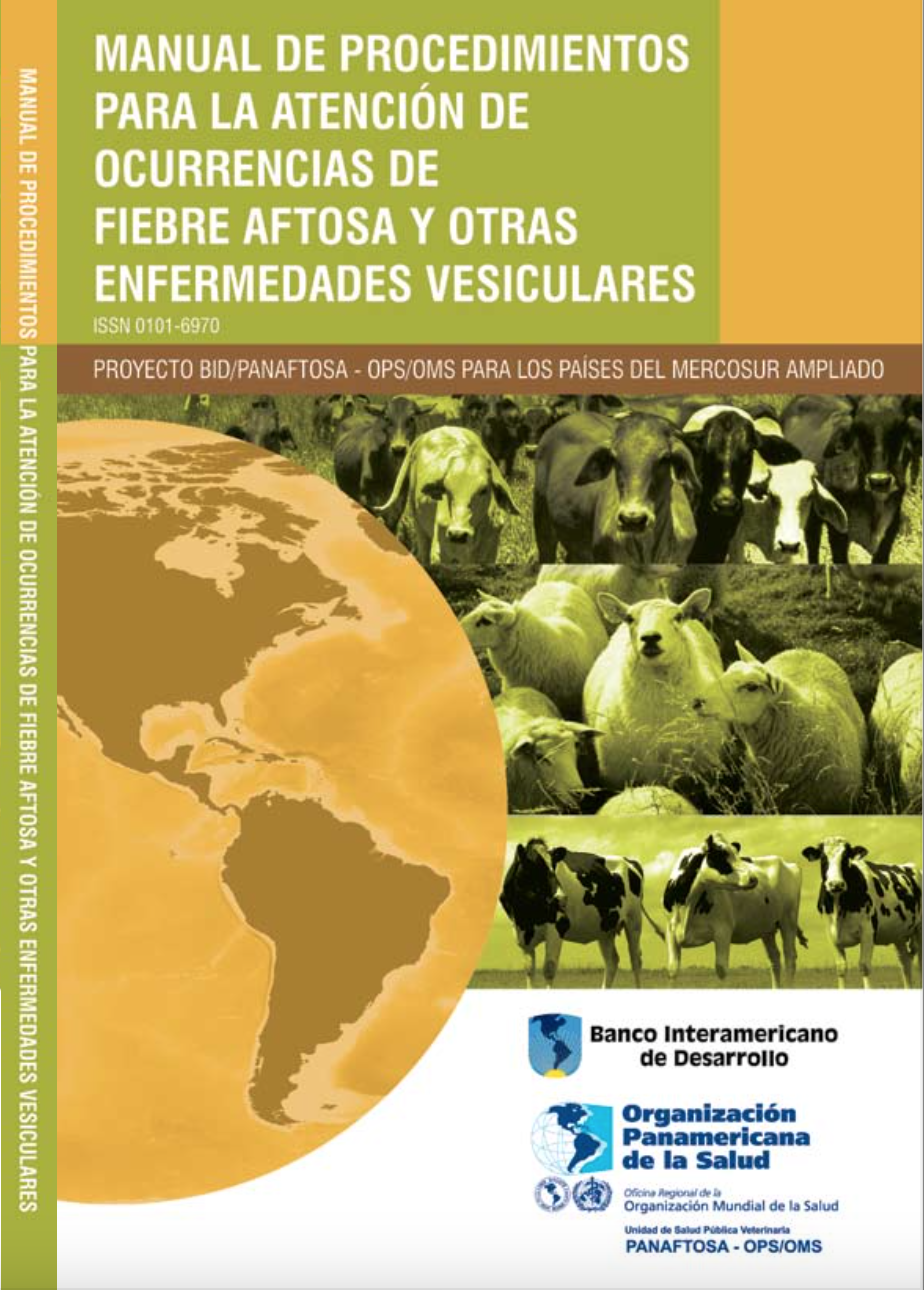 MANUAL DE PROCEDIMIENTOS PARA LA ATENCIÓN DE OCURRENCIAS DE FIEBRE AFTOSA Y OTRAS ENFERMEDADES VESICULARES
MANUAL DE PROCEDIMIENTOS
PARA LA ATENCIÓN DE
OCURRENCIAS DE
FIEBRE AFTOSA Y OTRAS
ENFERMEDADES VESICULARES
ISSN 0101-6970
PROYECTO BID/PANAFTOSA - OPS/OMS PARA LOS PAÍSES DEL MERCOSUR AMPLIADO
Banco Interamericano
de Desarrollo
Organización
Panamericana
de la Salud
Oficina Regional de la
Organización Mundial de la Salud
Unidad de Salud Pública Veterinaria
PANAFTOSA - OPS/OMS